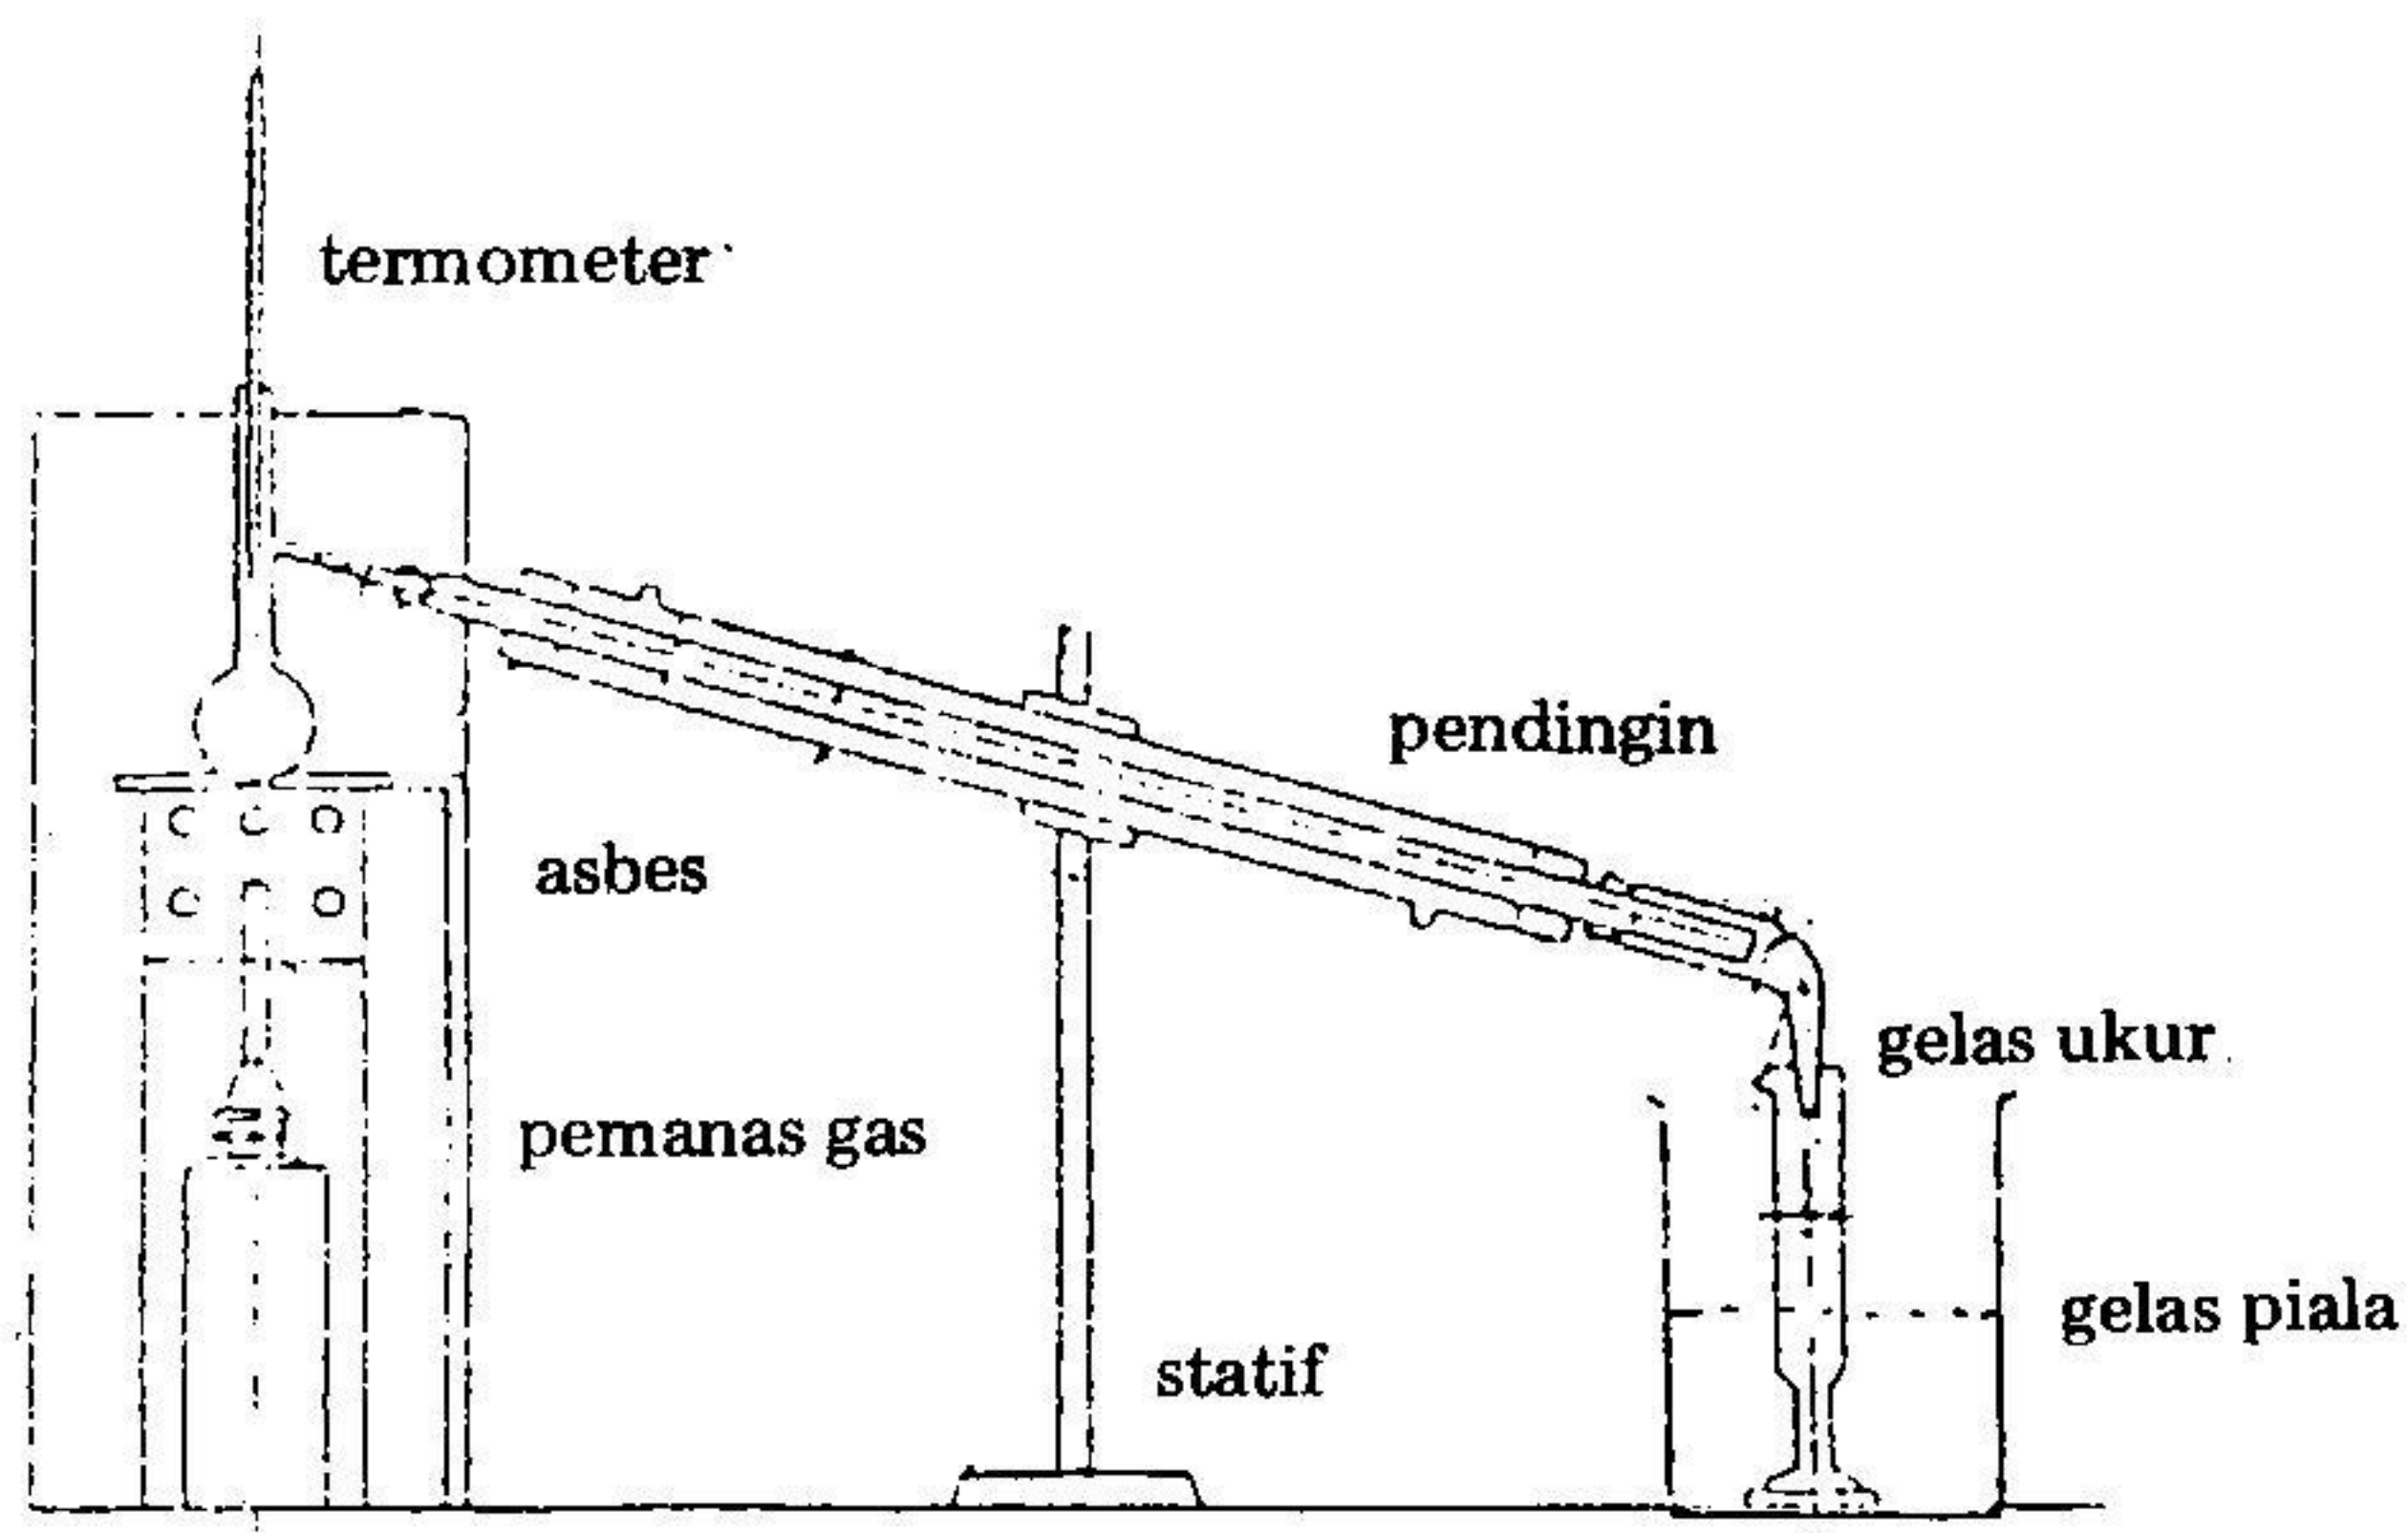 termometer
pendingin
asbes
gelas ukur
pemanas gas
gelas piala
statif